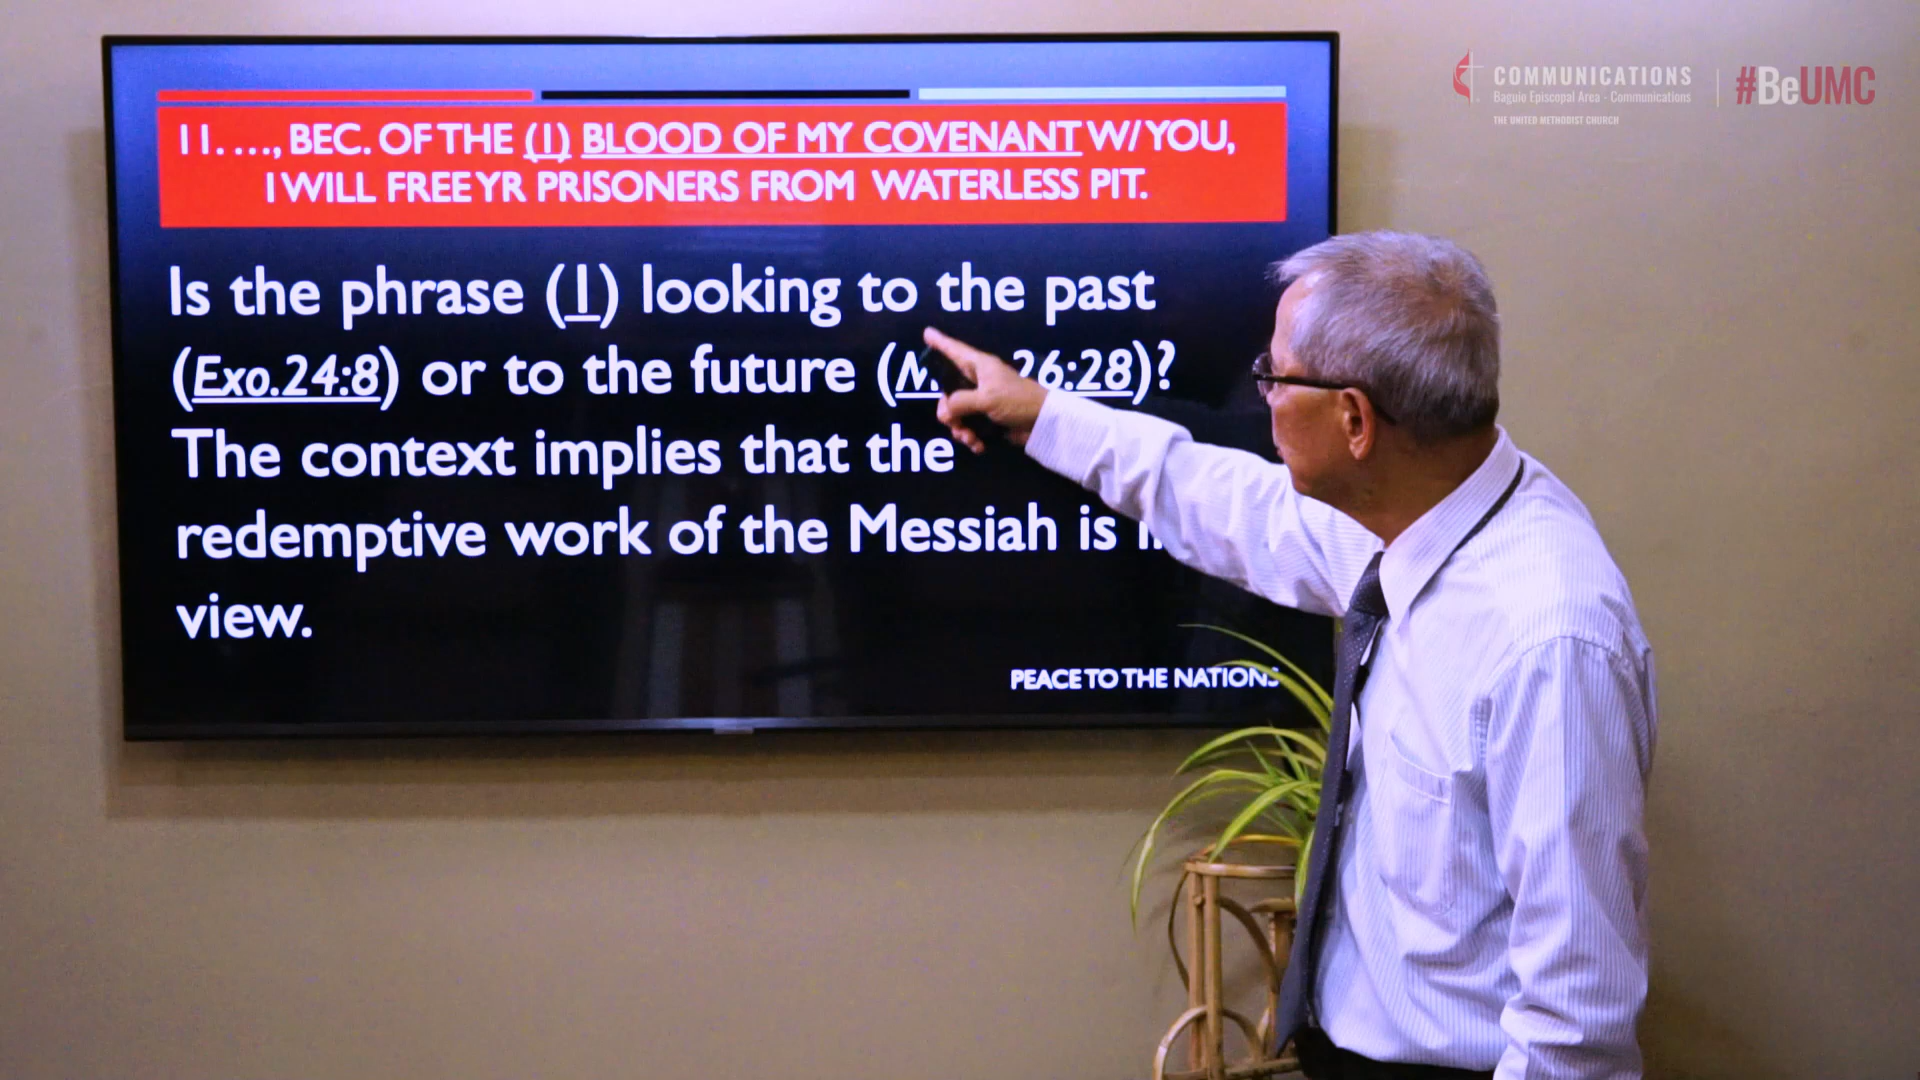 11. ..., BEC. OF THE (1) BLOOD OF MY COVENANT W/ YOU,
I WILL FREE YR PRISONERS FROM WATERLESS PIT.
Is the phrase (1) looking to the past
(Exo.24:8) or to the future ( 26:28)?
The context implies that the
redemptive work of the Messiah is
view.
PEACE TO THE NATIONS
COMMUNICATIONS
Baguio Episcopal Area - Communications
THE UNITED METHODIST CHURCH
#BeUMC